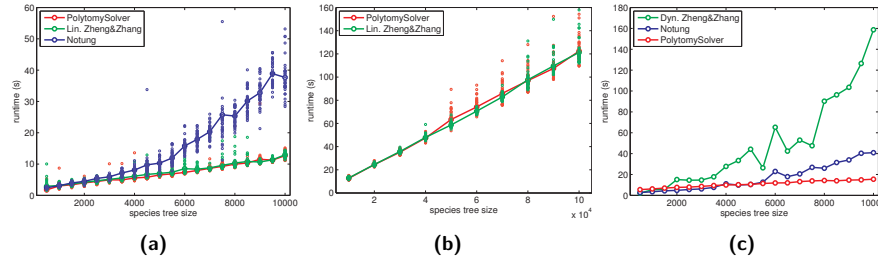 60
50
40
30
20
10
0
runtime (s)
PolytomySolver
Lin. Zheng&Zhang
Notung
2000 4000 6000 8000 10000
species tree size
(a)
160
140
120
100
80
60
40
20
0
runtime (s)
PolytomySolver
Lin. Zheng&Zhang
2 4 6 8 10
x 10⁴
species tree size
(b)
180
160
140
120
100
80
60
40
20
0
runtime (s)
Dyn. Zheng&Zhang
Notung
PolytomySolver
2000 4000 6000 8000 10000
species tree size
(c)